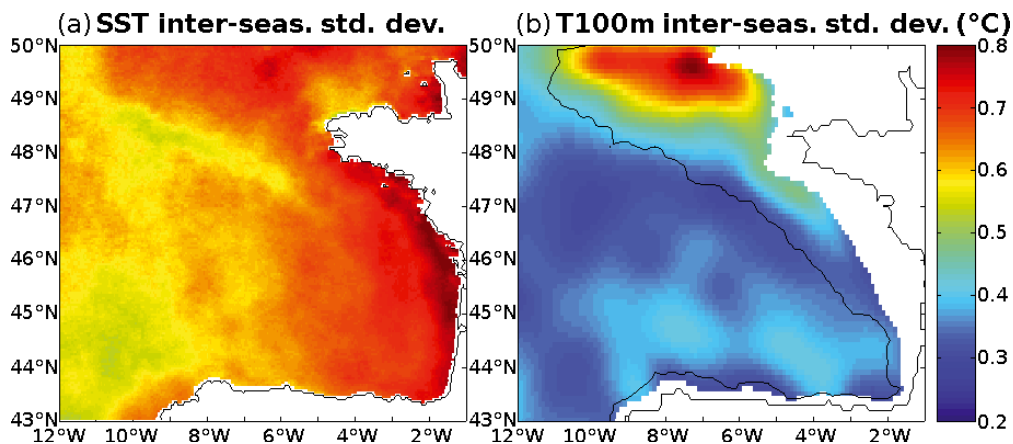 (a) SST inter-seas. std. dev.
(b) T100m inter-seas. std. dev. (°C)
50°N
49°N
48°N
47°N
46°N
45°N
44°N
43°N
12°W 10°W 8°W 6°W 4°W 2°W
50°N
49°N
48°N
47°N
46°N
45°N
44°N
43°N
12°W 10°W 8°W 6°W 4°W 2°W
0.8
0.7
0.6
0.5
0.4
0.3
0.2